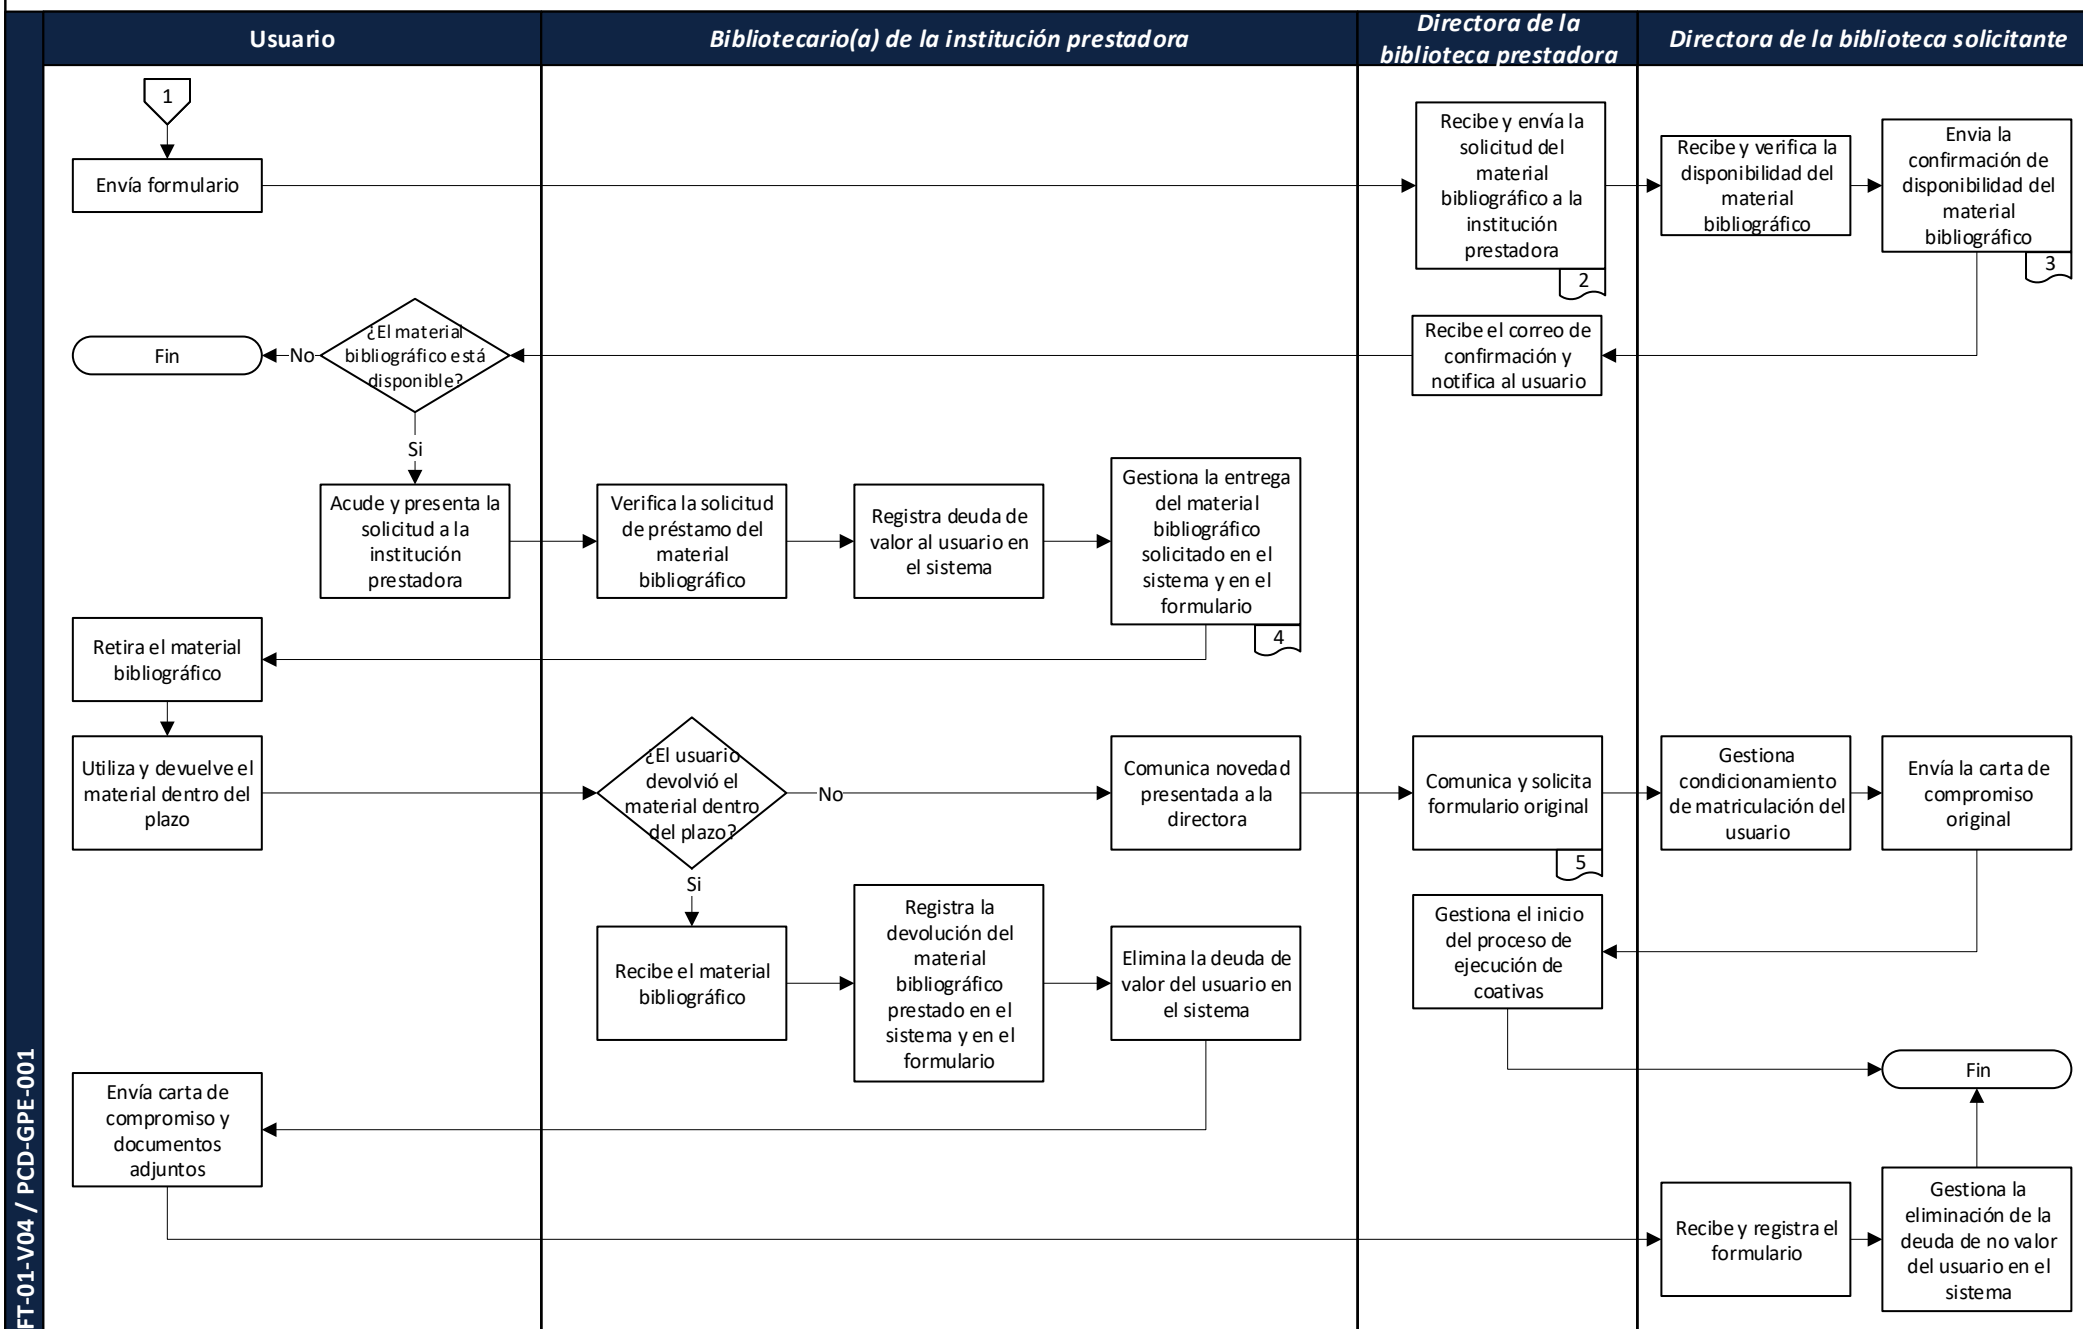 Usuario
Bibliotecario(a) de la institución prestadora
Directora de la
biblioteca prestadora
Directora de la biblioteca solicitante
1
Envía formulario
Recibe y envía la
solicitud del
material
bibliográfico a la
institución
prestadora
2
Recibe y verifica la
disponibilidad del
material
bibliográfico
Envia la
confirmación de
disponibilidad del
material
bibliográfico
3
Fin
No
¿El material
bibliográfico está
disponible?
Recibe el correo de
confirmación y
notifica al usuario
Si
Acude y presenta la
solicitud a la
institución
prestadora
Verifica la solicitud
de préstamo del
material
bibliográfico
Registra deuda de
valor al usuario en
el sistema
Gestiona la entrega
del material
bibliográfico
solicitado en el
sistema y en el
formulario
4
Retira el material
bibliográfico
Utiliza y devuelve el
material dentro del
plazo
¿El usuario
devolvió el
material dentro
del plazo?
No
Comunica novedad
presentada a la
directora
Comunica y solicita
formulario original
5
Gestiona
condicionamiento
de matriculación del
usuario
Envía la carta de
compromiso
original
Si
Recibe el material
bibliográfico
Registra la
devolución del
material
bibliográfico
prestado en el
sistema y en el
formulario
Elimina la deuda de
valor del usuario en
el sistema
Gestiona el inicio
del proceso de
ejecución de
coativas
Fin
Envía carta de
compromiso y
documentos
adjuntos
Recibe y registra el
formulario
Gestiona la
eliminación de la
deuda de no valor
del usuario en el
sistema
FT-01-V04 / PCD-GPE-001